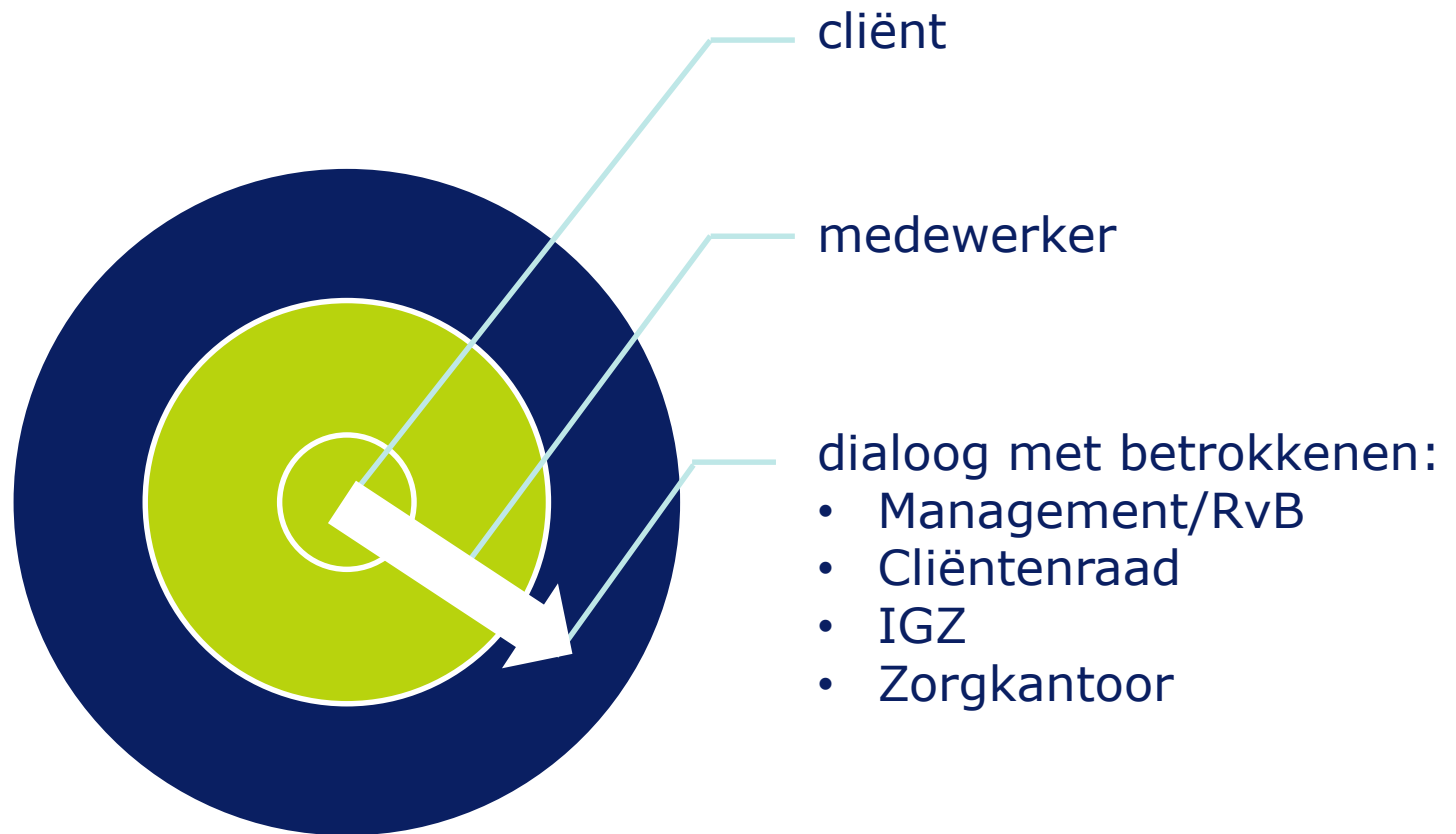 cliënt
medewerker
dialoog met betrokkenen:
• Management/RvB
• Cliëntenraad
• IGZ
• Zorgkantoor